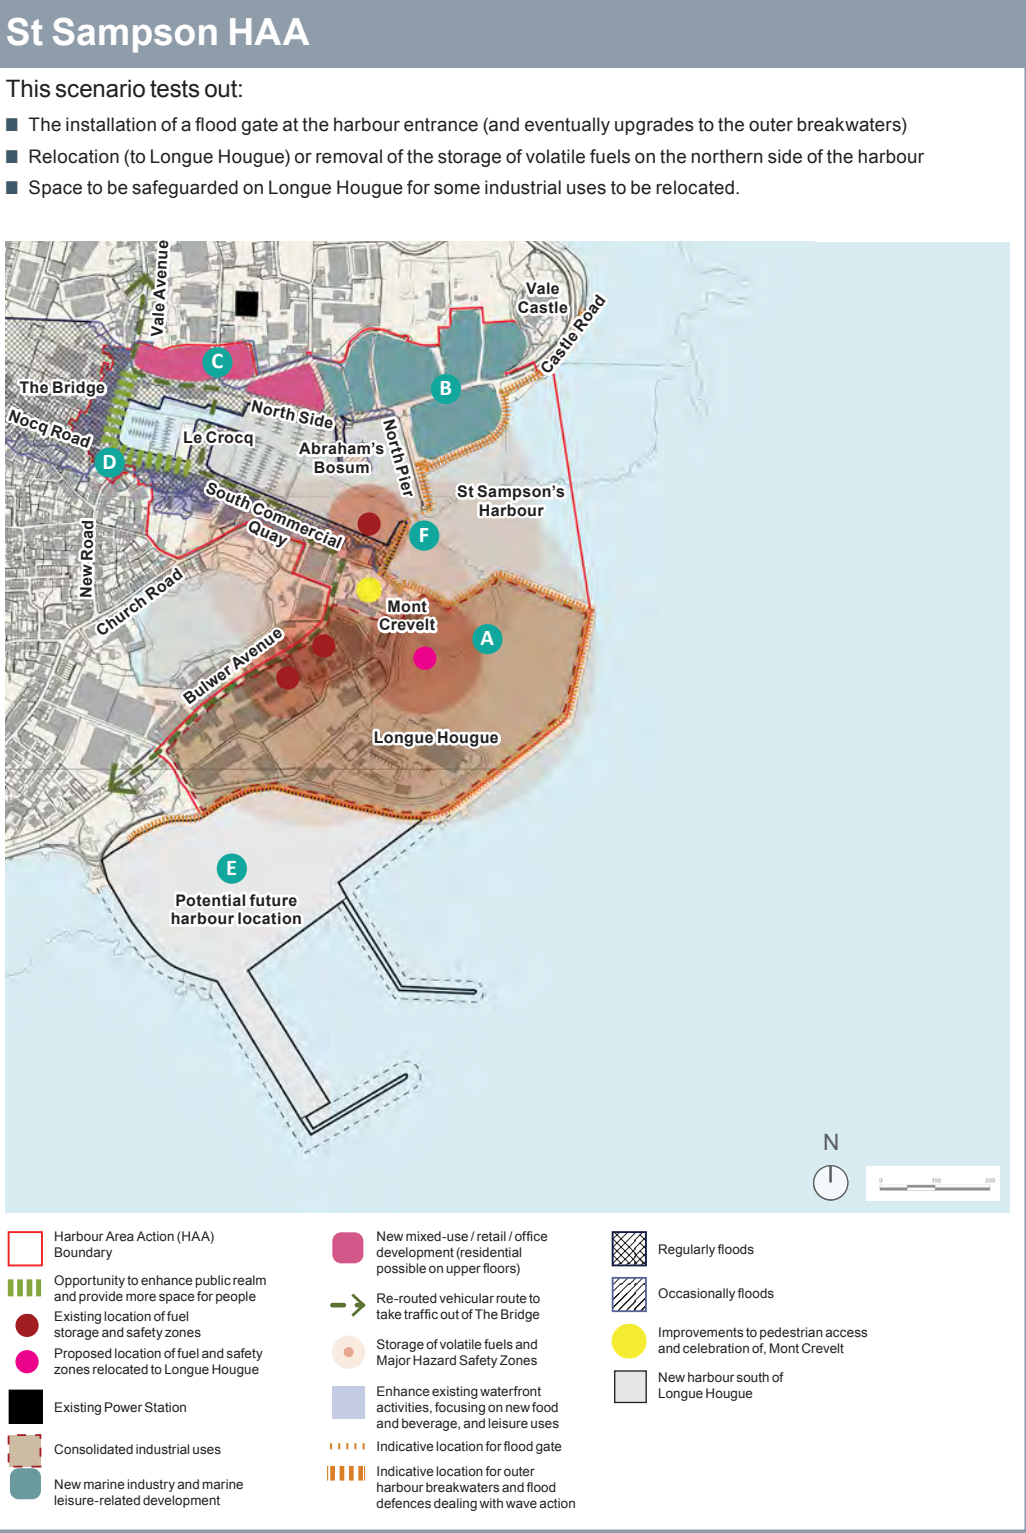 St Sampson HAA
This scenario tests out:
The installation of a flood gate at the harbour entrance (and eventually upgrades to the outer breakwaters)
Relocation (to Longue Hougue) or removal of the storage of volatile fuels on the northern side of the harbour
Space to be safeguarded on Longue Hougue for some industrial uses to be relocated.
Vale Avenue
Vale
Castle
Castle Road
C
The Bridge
B
North Side
Nocq Road
Le Crocq
Abraham's
Bosum
North Pier
D
South Commercial
Quay
St Sampson's
Harbour
F
New Road
Church Road
Mont
Crevelt
A
Bulwer Avenue
Longue Hougue
E
Potential future
harbour location
N
0 100 200
Harbour Area Action (HAA)
Boundary
Opportunity to enhance public realm
and provide more space for people
Existing location of fuel
storage and safety zones
Proposed location of fuel and safety
zones relocated to Longue Hougue
Existing Power Station
Consolidated industrial uses
New marine industry and marine
leisure-related development
New mixed-use / retail / office
development (residential
possible on upper floors)
Re-routed vehicular route to
take traffic out of The Bridge
Storage of volatile fuels and
Major Hazard Safety Zones
Enhance existing waterfront
activities, focusing on new food
and beverage, and leisure uses
Indicative location for flood gate
Indicative location for outer
harbour breakwaters and flood
defences dealing with wave action
Regularly floods
Occasionally floods
Improvements to pedestrian access
and celebration of, Mont Crevelt
New harbour south of
Longue Hougue